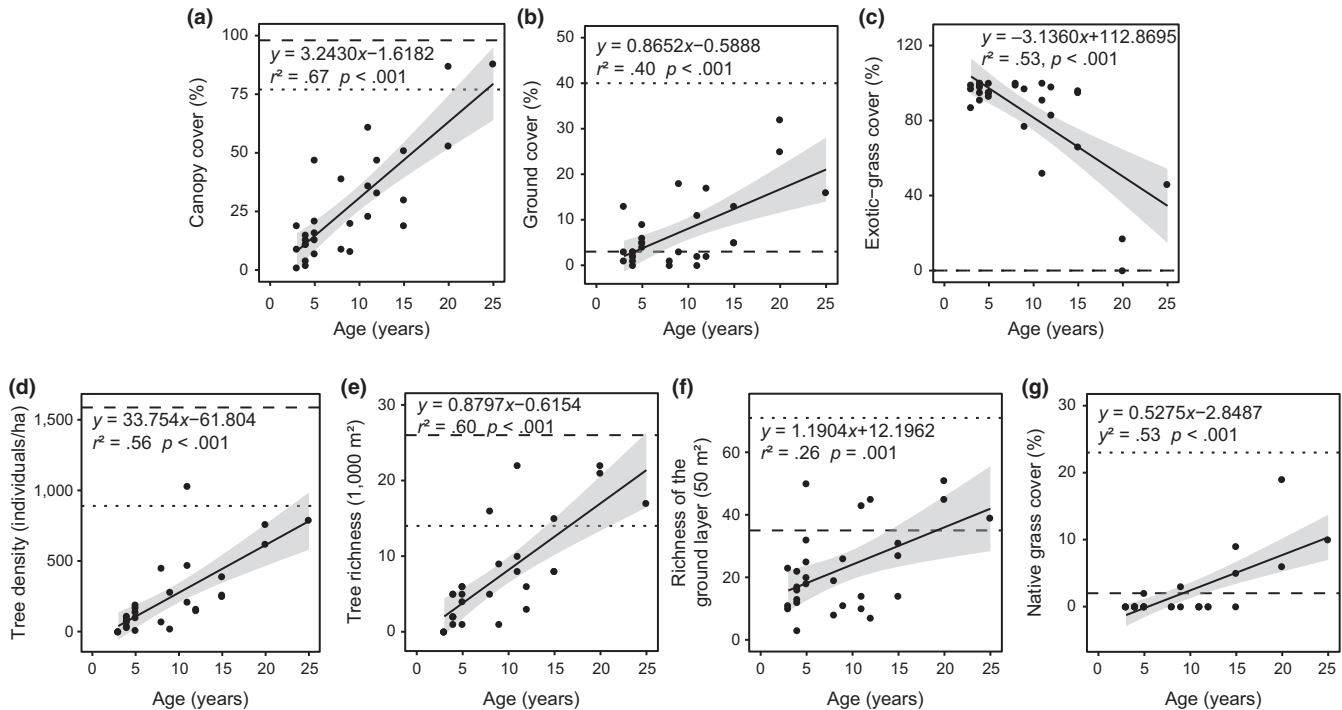 (a)
y = 3.2430x−1.6182
r² = .67 p < .001
100
75
50
25
0
Canopy cover (%)
0 5 10 15 20 25
Age (years)
(b)
y = 0.8652x−0.5888
r² = .40 p < .001
50
40
30
20
10
0
Ground cover (%)
0 5 10 15 20 25
Age (years)
(c)
y = −3.1360x+112.8695
r² = .53, p < .001
120
80
40
0
Exotic−grass cover (%)
0 5 10 15 20 25
Age (years)
(d)
y = 33.754x−61.804
r² = .56 p < .001
1,500
1,000
500
0
Tree density (individuals/ha)
0 5 10 15 20 25
Age (years)
(e)
y = 0.8797x−0.6154
r² = .60 p < .001
30
20
10
0
Tree richness (1,000 m²)
0 5 10 15 20 25
Age (years)
(f)
y = 1.1904x+12.1962
r² = .26 p = .001
60
40
20
0
Richness of the
ground layer (50 m²)
0 5 10 15 20 25
Age (years)
(g)
y = 0.5275x−2.8487
y² = .53 p < .001
30
20
10
0
Native grass cover (%)
0 5 10 15 20 25
Age (years)